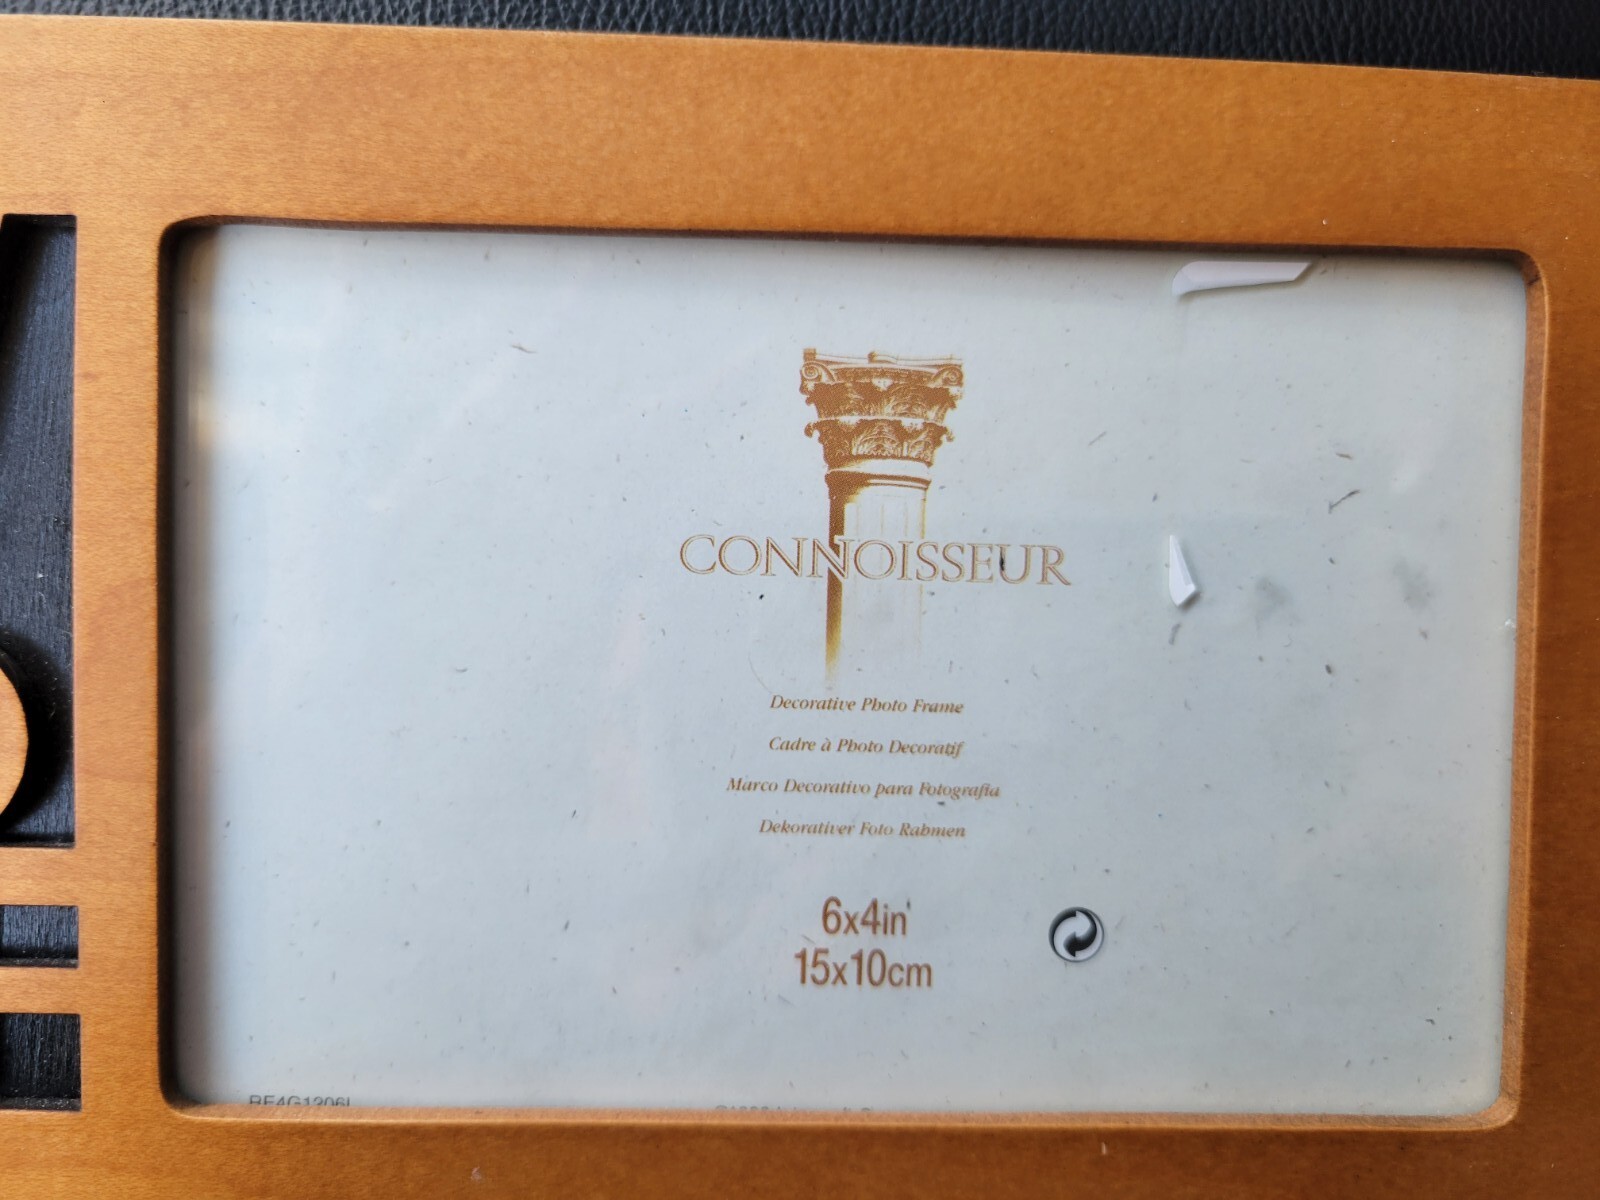 CONNOISSEUR
Decorative Photo Frame
Cadre à Photo Decoratif
Marco Decorativo para Fotografia
Dekorativer Foto Rahmen
6x4in
15x10cm